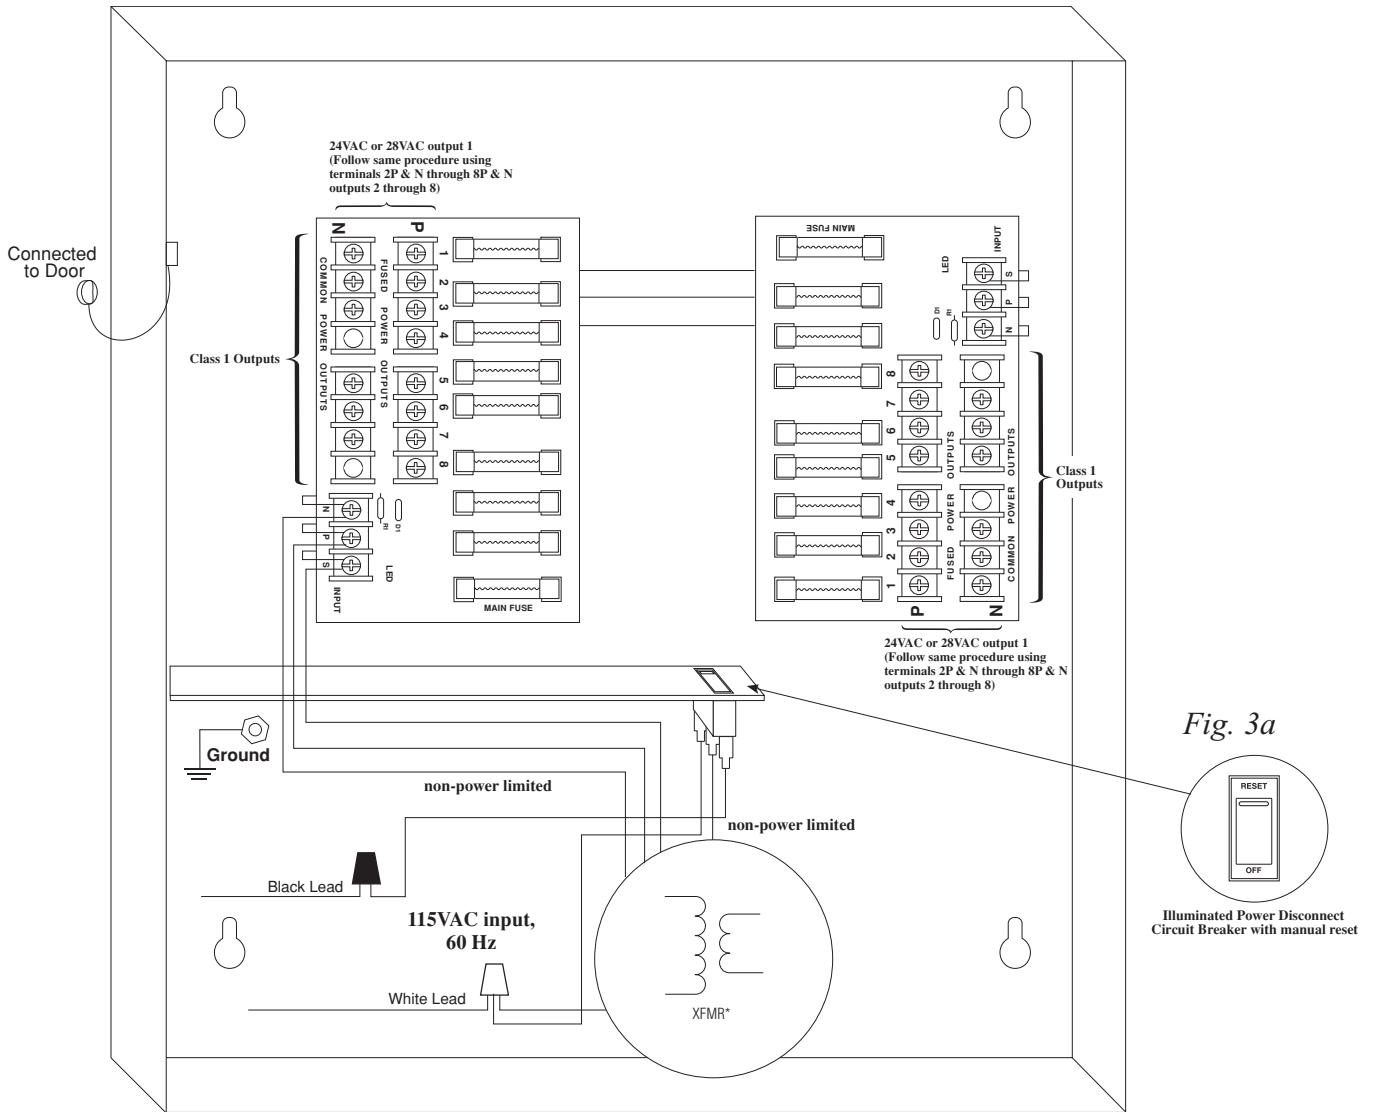 24VAC or 28VAC output 1
(Follow same procedure using
terminals 2P & N through 8P & N
outputs 2 through 8)
Connected
to Door
Class 1 Outputs
N
P
COMMON POWER OUTPUTS
FUSED POWER OUTPUTS
1
2
3
4
5
6
7
8
N
P
S
R1
D1
LED
INPUT
MAIN FUSE
MAIN FUSE
INPUT
LED
S
P
N
D1
R1
8
7
6
5
4
3
2
1
FUSED POWER OUTPUTS
COMMON POWER OUTPUTS
P
N
Class 1
Outputs
24VAC or 28VAC output 1
(Follow same procedure using
terminals 2P & N through 8P & N
outputs 2 through 8)
Ground
non-power limited
non-power limited
Black Lead
115VAC input,
60 Hz
White Lead
XFMR*
Fig. 3a
RESET
OFF
Illuminated Power Disconnect
Circuit Breaker with manual reset